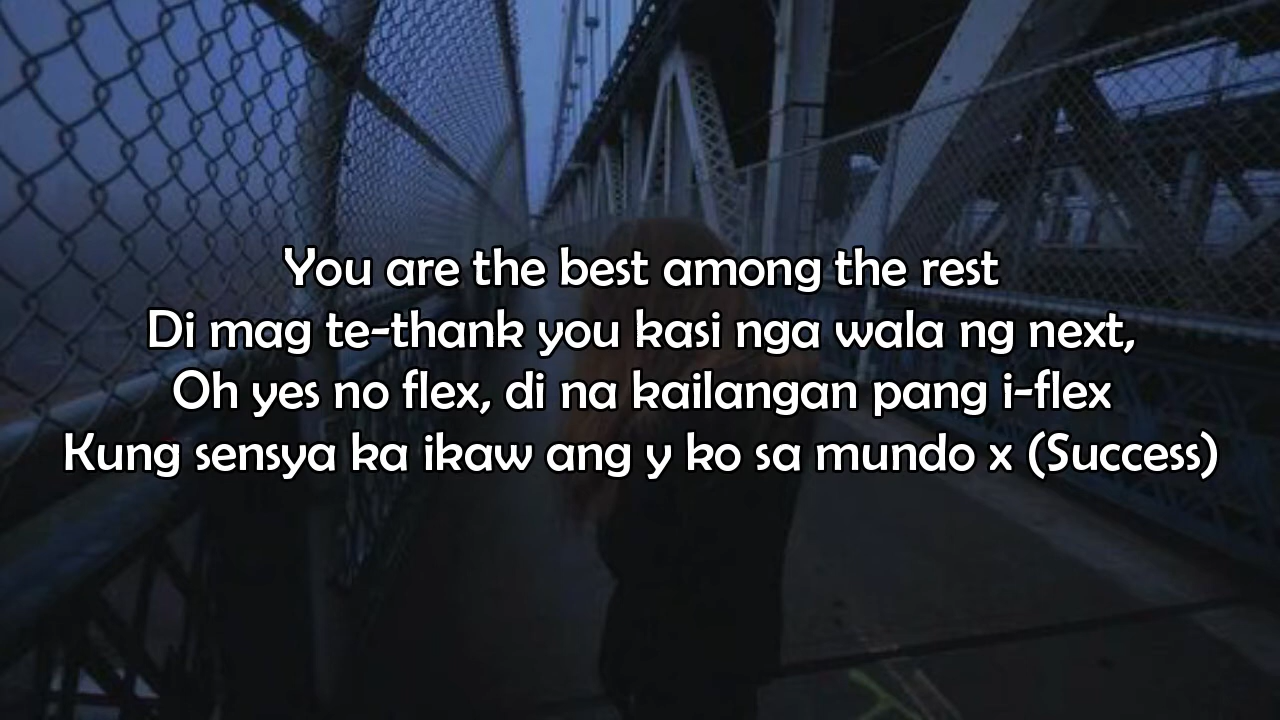 You are the best among the rest
Di mag te-thank you kasi nga wala ng next,
Oh yes no flex, di na kailangan pang i-flex
Kung sensya ka ikaw ang y ko sa mundo x (Success)